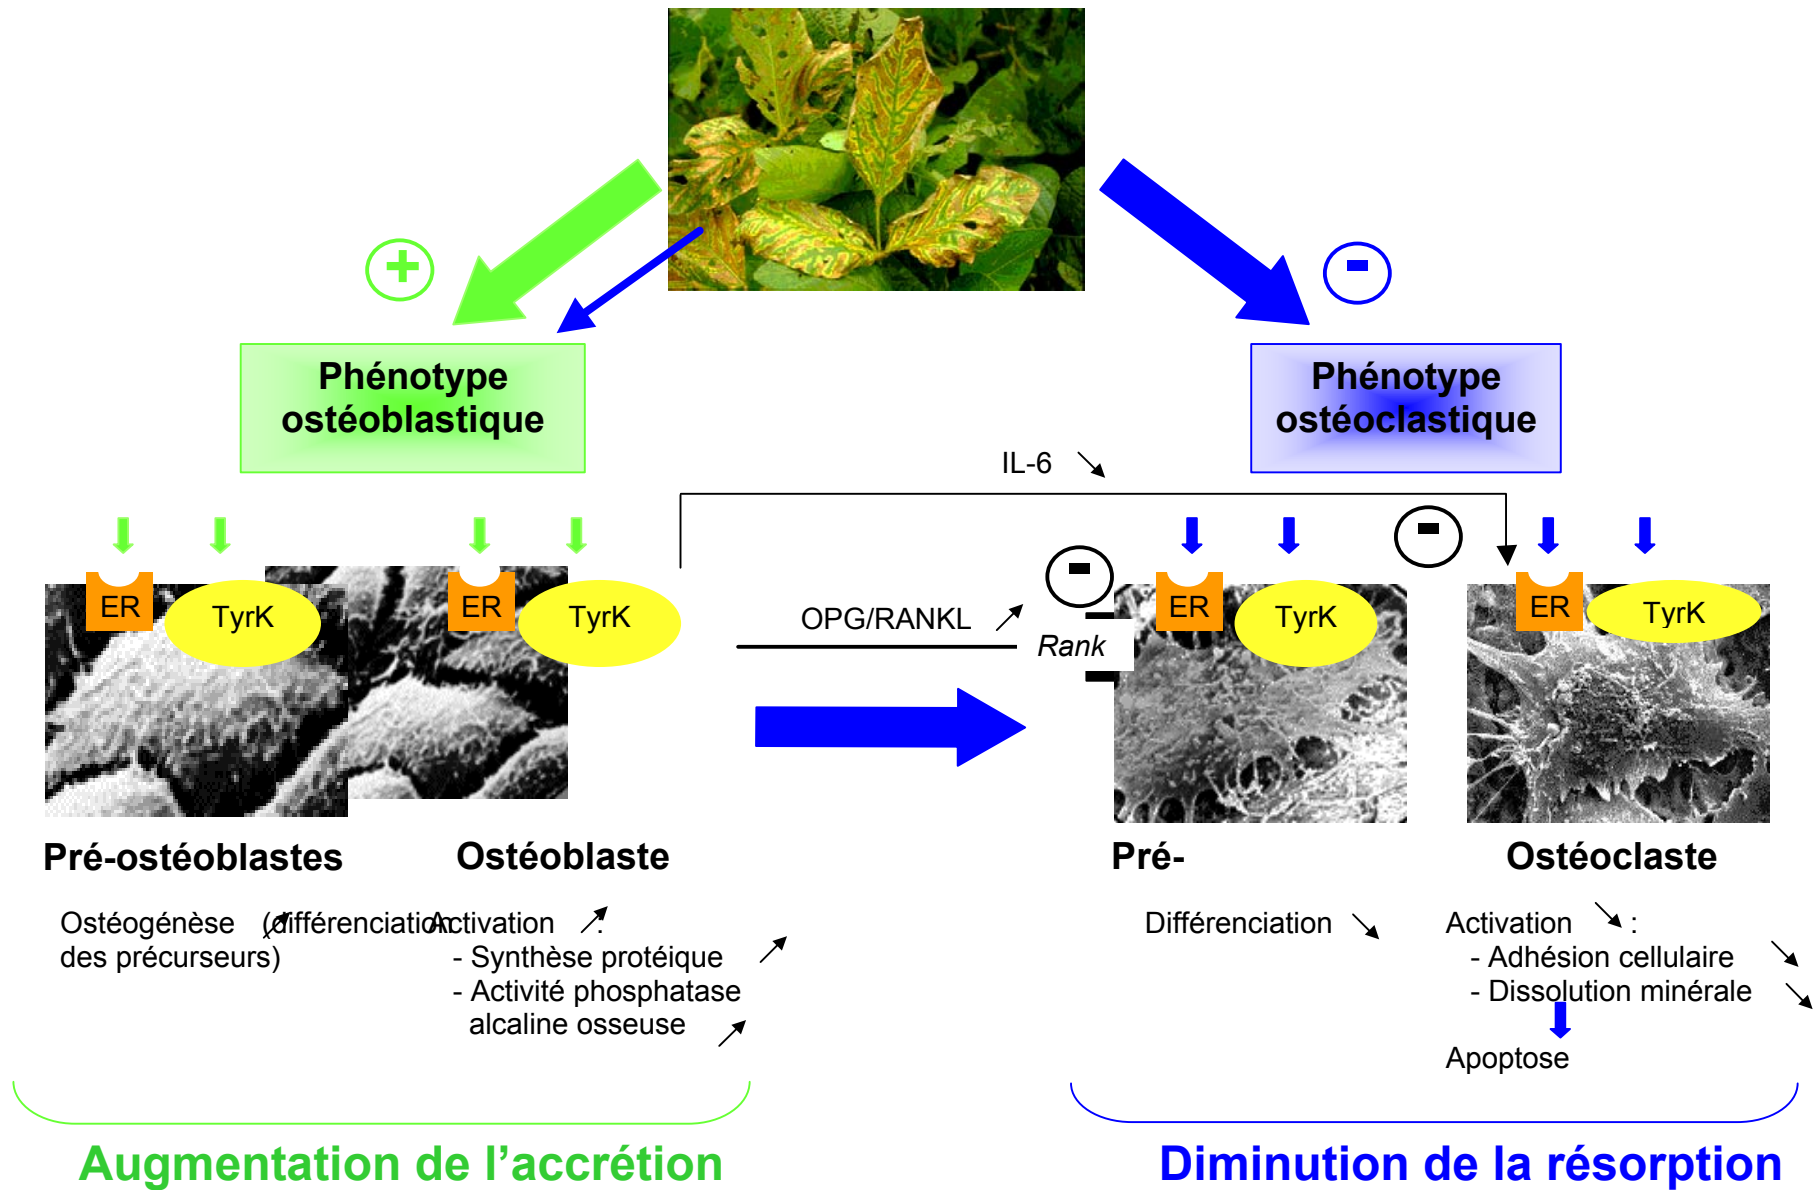 +
-
Phénotype
ostéoblastique
Phénotype
ostéoclastique
IL-6
-
-
ER
TyrK
ER
TyrK
OPG/RANKL
Rank
ER
TyrK
ER
TyrK
Pré-ostéoblastes
Ostéoblaste
Pré-
Ostéoclaste
Ostéogénèse (différenciation
des précurseurs)
Activation :
- Synthèse protéique
- Activité phosphatase
alcaline osseuse
Différenciation
Activation :
- Adhésion cellulaire
- Dissolution minérale
Apoptose
Augmentation de l’accrétion
Diminution de la résorption